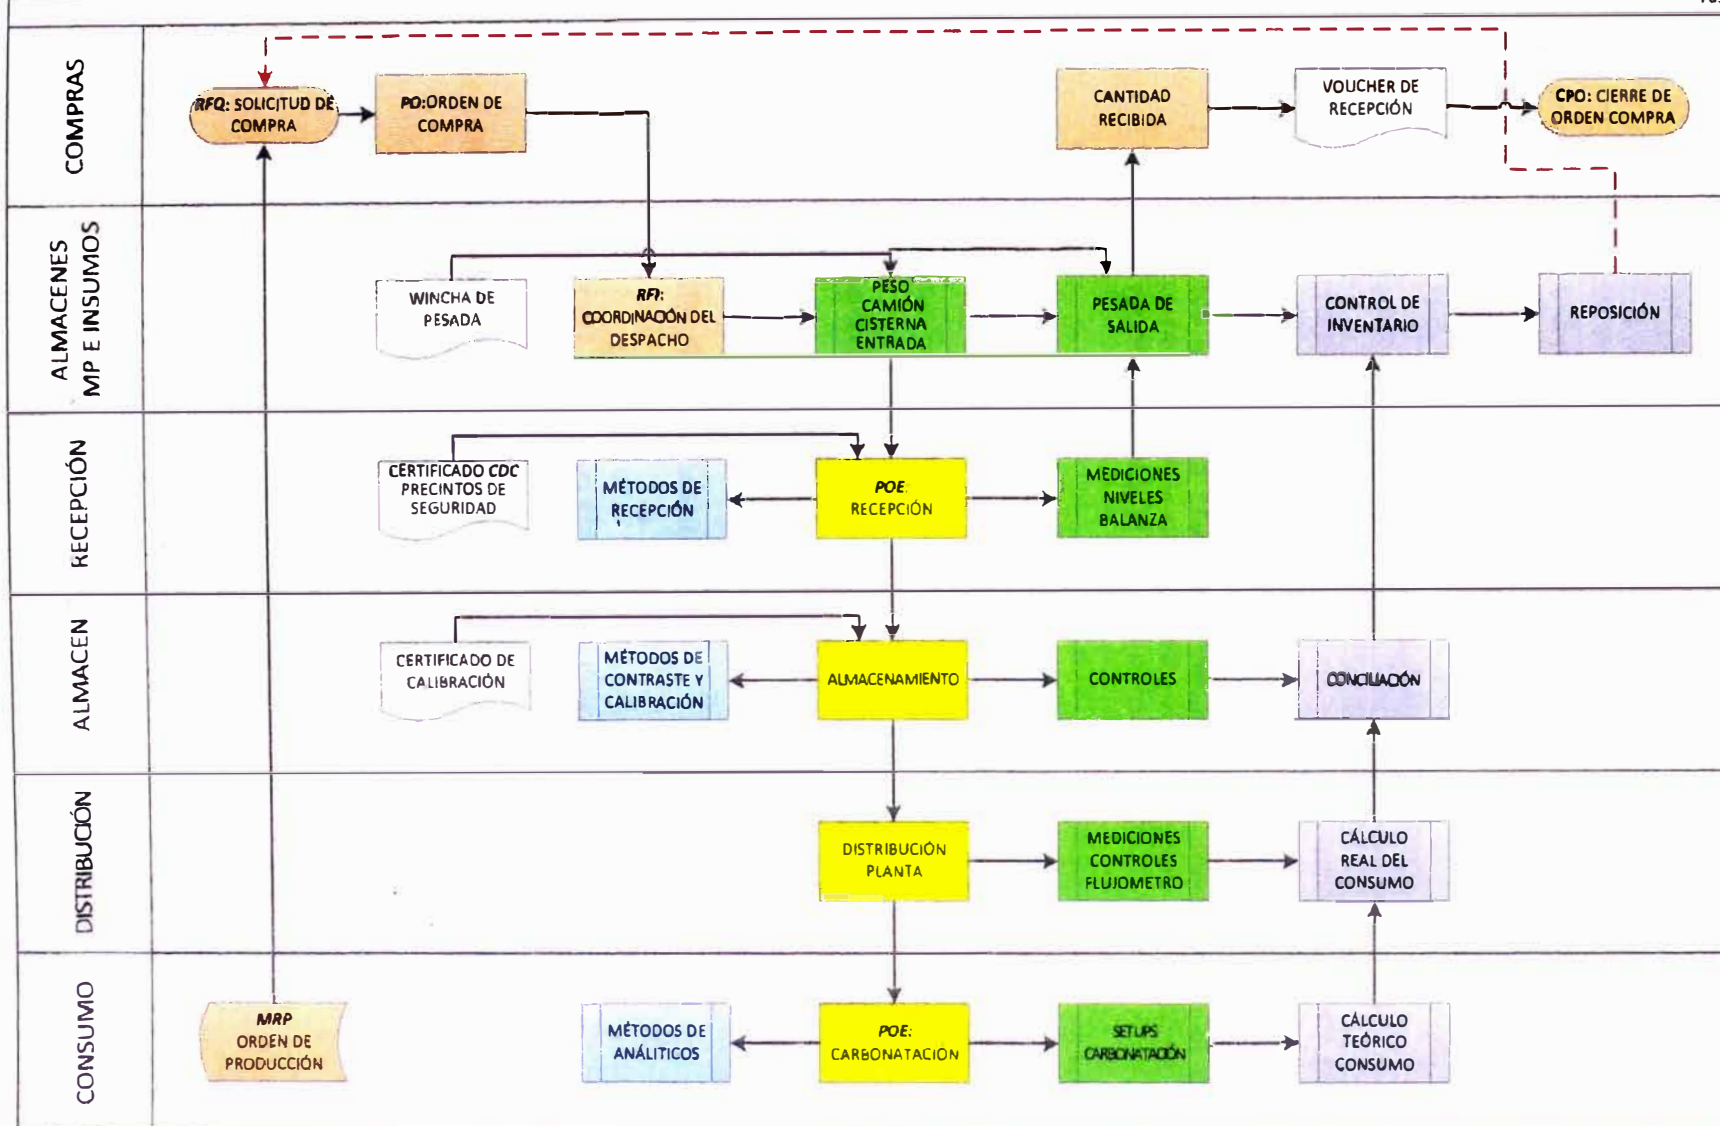 COMPRAS
RFQ: SOLICITUD DE
COMPRA
PO:ORDEN DE
COMPRA
CANTIDAD
RECIBIDA
VOUCHER DE
RECEPCIÓN
CPO: CIERRE DE
ORDEN COMPRA
ALMACENES
MP E INSUMOS
WINCHA DE
PESADA
RFI:
COORDINACIÓN DEL
DESPACHO
PESO
CAMIÓN
CISTERNA
ENTRADA
PESADA DE
SALIDA
CONTROL DE
INVENTARIO
REPOSICIÓN
RECEPCIÓN
CERTIFICADO CDC
PRECINTOS DE
SEGURIDAD
MÉTODOS DE
RECEPCIÓN
POE:
RECEPCIÓN
MEDICIONES
NIVELES
BALANZA
ALMACEN
CERTIFICADO DE
CALIBRACIÓN
MÉTODOS DE
CONTRASTE Y
CALIBRACIÓN
ALMACENAMIENTO
CONTROLES
CONCILIACIÓN
DISTRIBUCIÓN
DISTRIBUCIÓN
PLANTA
MEDICIONES
CONTROLES
FLUJOMETRO
CÁLCULO
REAL DEL
CONSUMO
CONSUMO
MRP
ORDEN DE
PRODUCCIÓN
MÉTODOS DE
ANÁLITICOS
POE:
CARBONATACIÓN
SETUPS
CARBONATACIÓN
CÁLCULO
TEÓRICO
CONSUMO